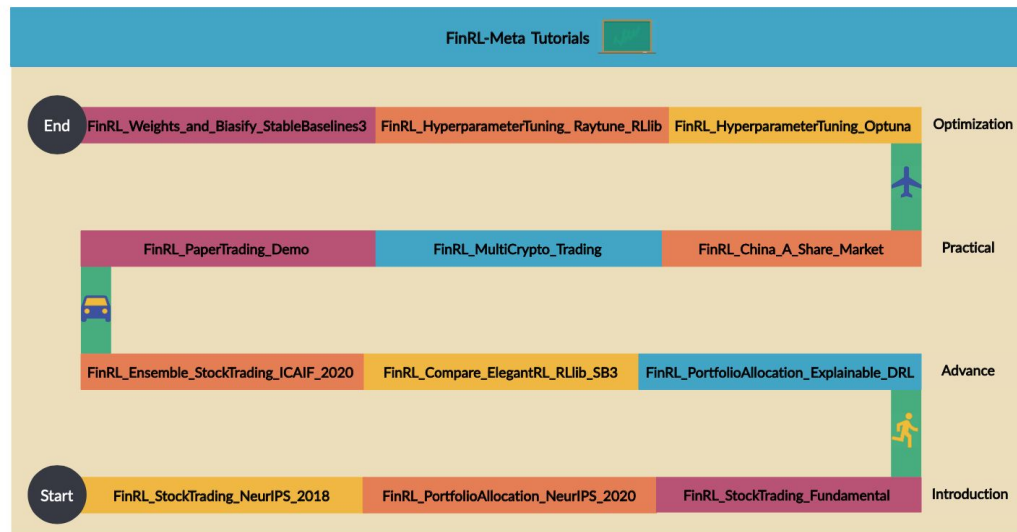 FinRL-Meta Tutorials
End
FinRL_Weights_and_Biasify_StableBaselines3
FinRL_HyperparameterTuning_ Raytune_RLlib
FinRL_HyperparameterTuning_Optuna
Optimization
FinRL_PaperTrading_Demo
FinRL_MultiCrypto_Trading
FinRL_China_A_Share_Market
Practical
FinRL_Ensemble_StockTrading_ICAIF_2020
FinRL_Compare_ElegantRL_RLlib_SB3
FinRL_PortfolioAllocation_Explainable_DRL
Advance
Start
FinRL_StockTrading_NeurIPS_2018
FinRL_PortfolioAllocation_NeurIPS_2020
FinRL_StockTrading_Fundamental
Introduction